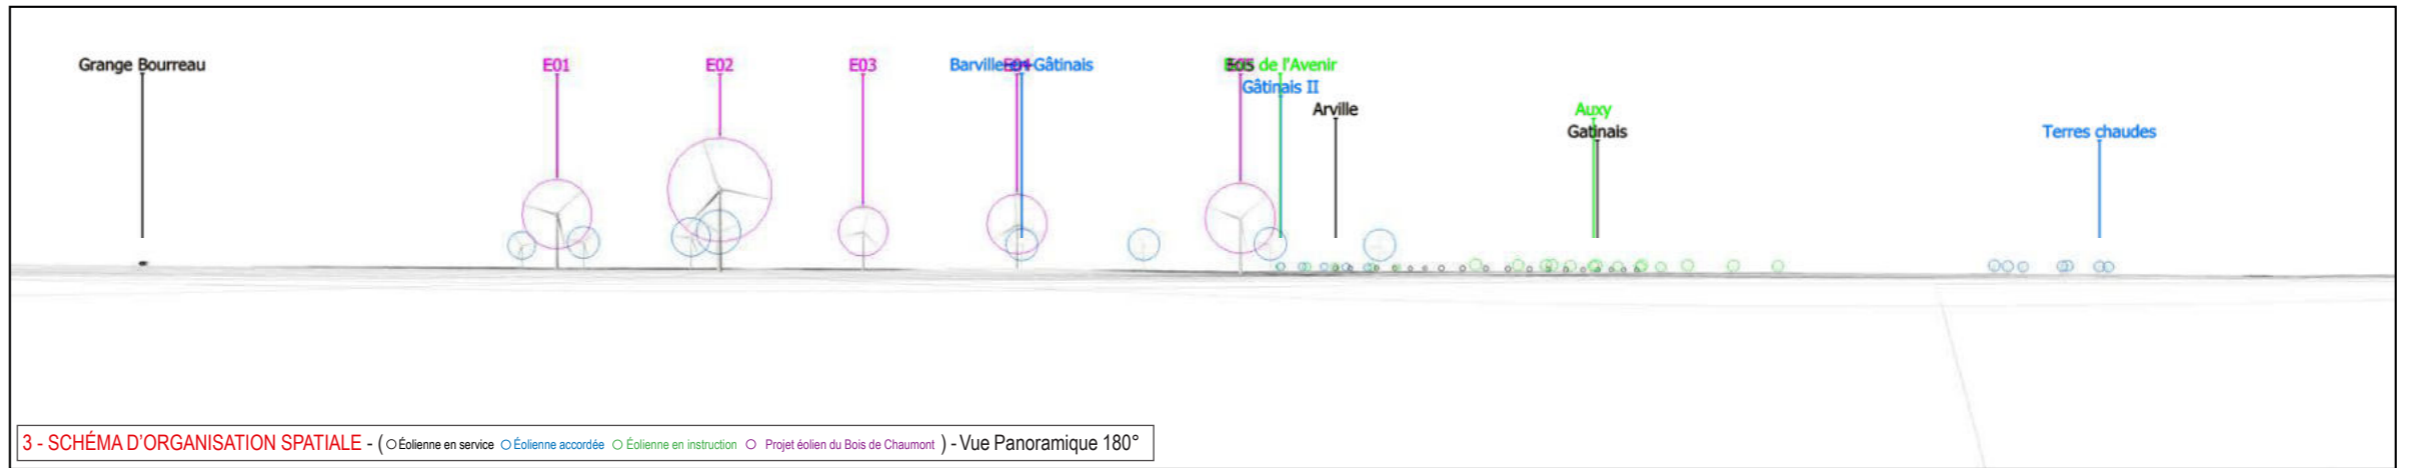 Grange Bourreau
E01
E02
E03
Barville-en-Gâtinais
E04
Eois de l'Avenir
Gâtinais II
Arville
Auxy
Gatinais
Terres chaudes
3 - SCHÉMA D'ORGANISATION SPATIALE - ( Éolienne en service Éolienne accordée Éolienne en instruction Projet éolien du Bois de Chaumont ) - Vue Panoramique 180°